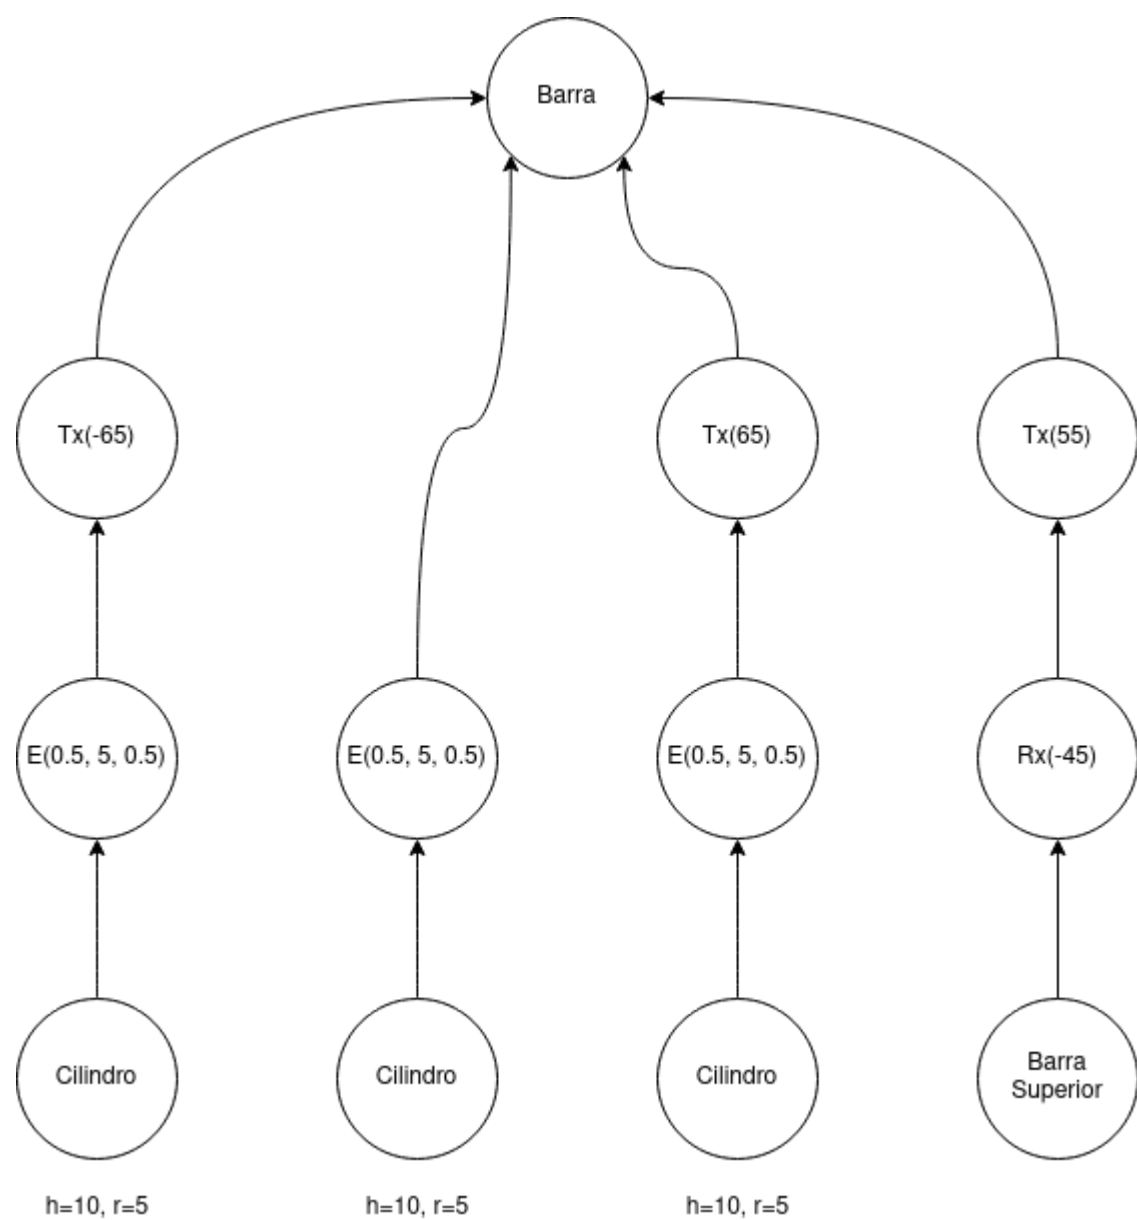 Barra
Tx(-65)
Tx(65)
Tx(55)
E(0.5, 5, 0.5)
E(0.5, 5, 0.5)
E(0.5, 5, 0.5)
Rx(-45)
Cilindro
Cilindro
Cilindro
Barra
Superior
h=10, r=5
h=10, r=5
h=10, r=5